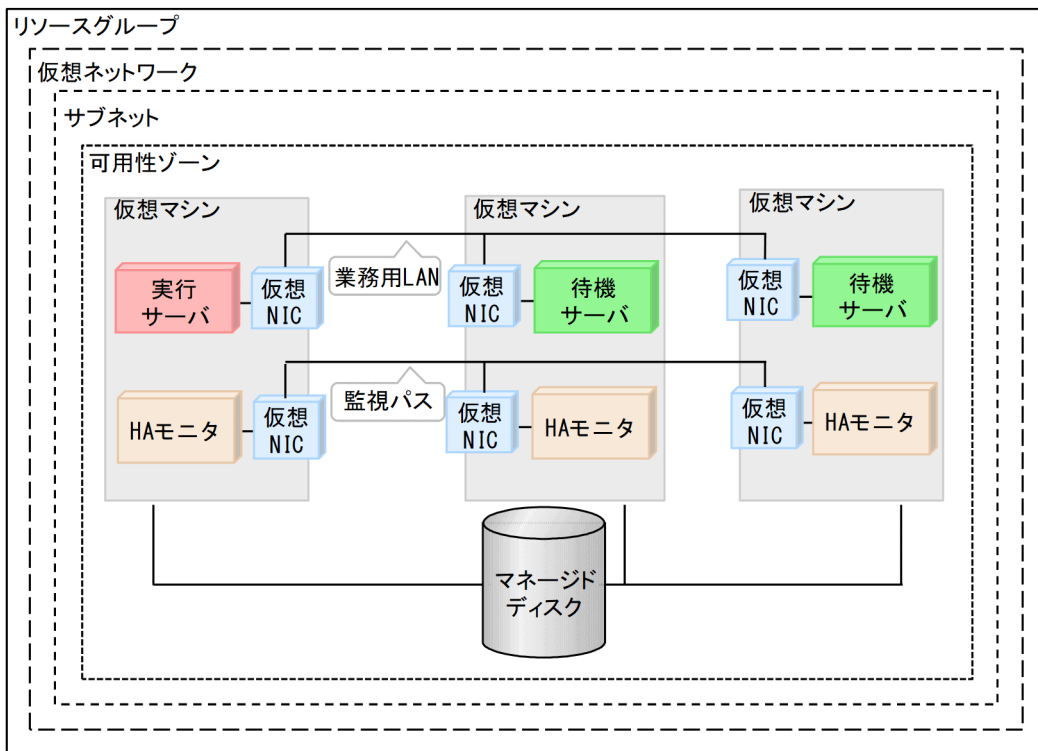 リソースグループ
仮想ネットワーク
サブネット
可用性ゾーン
仮想マシン
仮想マシン
仮想マシン
実行
サーバ
仮想
NIC
業務用LAN
仮想
NIC
待機
サーバ
仮想
NIC
待機
サーバ
HAモニタ
仮想
NIC
監視パス
仮想
NIC
HAモニタ
仮想
NIC
HAモニタ
マネージド
ディスク